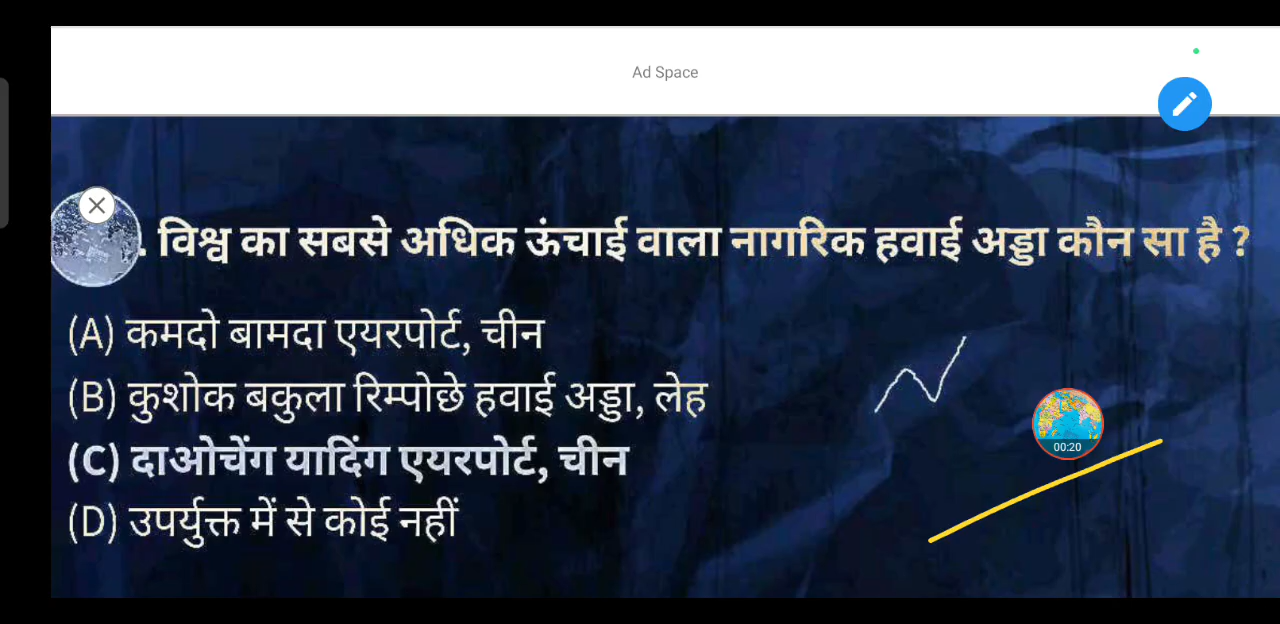 Ad Space
. विश्व का सबसे अधिक ऊंचाई वाला नागरिक हवाई अड्डा कौन सा है ?
(A) कमदो बामदा एयरपोर्ट, चीन
(B) कुशोक बकुला रिम्पोछे हवाई अड्डा, लेह
(C) दाओचेंग यादिंग एयरपोर्ट, चीन
00:20
(D) उपर्युक्त में से कोई नहीं